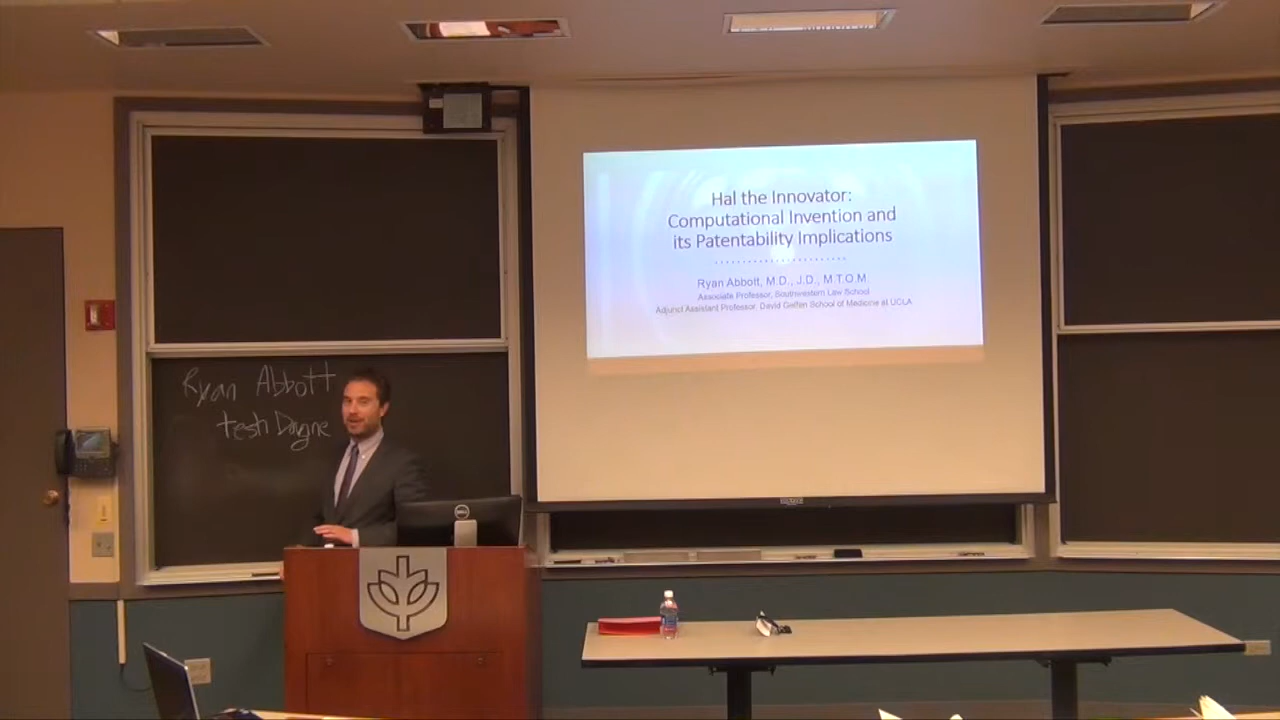 Ryan Abbott
tesh Dagne
Hal the Innovator:
Computational Invention and
its Patentability Implications
Ryan Abbott, M.D., J.D., M.T.O.M.
Associate Professor, Southwestern Law School
Adjunct Assistant Professor, David Geffen School of Medicine at UCLA
DELL